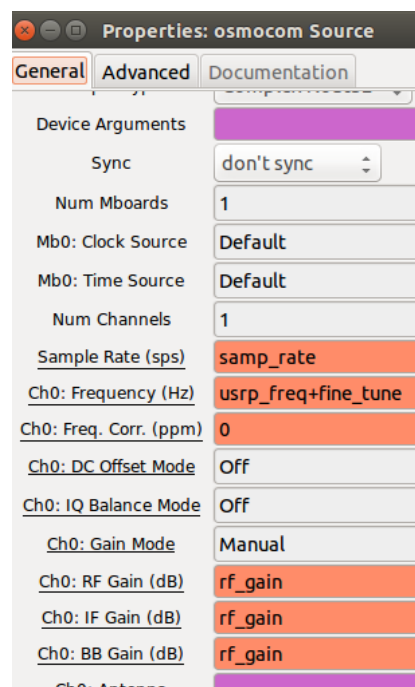 Properties: osmocom Source
General Advanced Documentation
Device Arguments
Sync don't sync
Num Mboards 1
Mb0: Clock Source Default
Mb0: Time Source Default
Num Channels 1
Sample Rate (sps) samp_rate
Ch0: Frequency (Hz) usrp_freq+fine_tune
Ch0: Freq. Corr. (ppm) 0
Ch0: DC Offset Mode Off
Ch0: IQ Balance Mode Off
Ch0: Gain Mode Manual
Ch0: RF Gain (dB) rf_gain
Ch0: IF Gain (dB) rf_gain
Ch0: BB Gain (dB) rf_gain